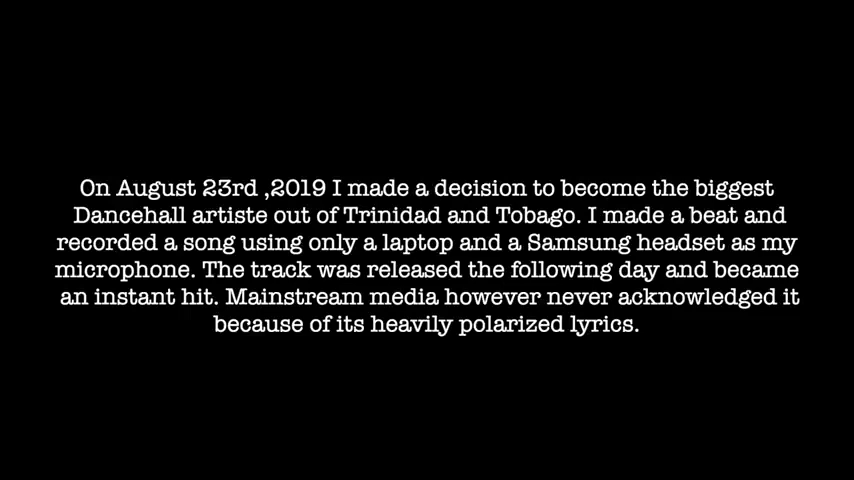 On August 23rd ,2019 I made a decision to become the biggest
Dancehall artiste out of Trinidad and Tobago. I made a beat and
recorded a song using only a laptop and a Samsung headset as my
microphone. The track was released the following day and became
an instant hit. Mainstream media however never acknowledged it
because of its heavily polarized lyrics.